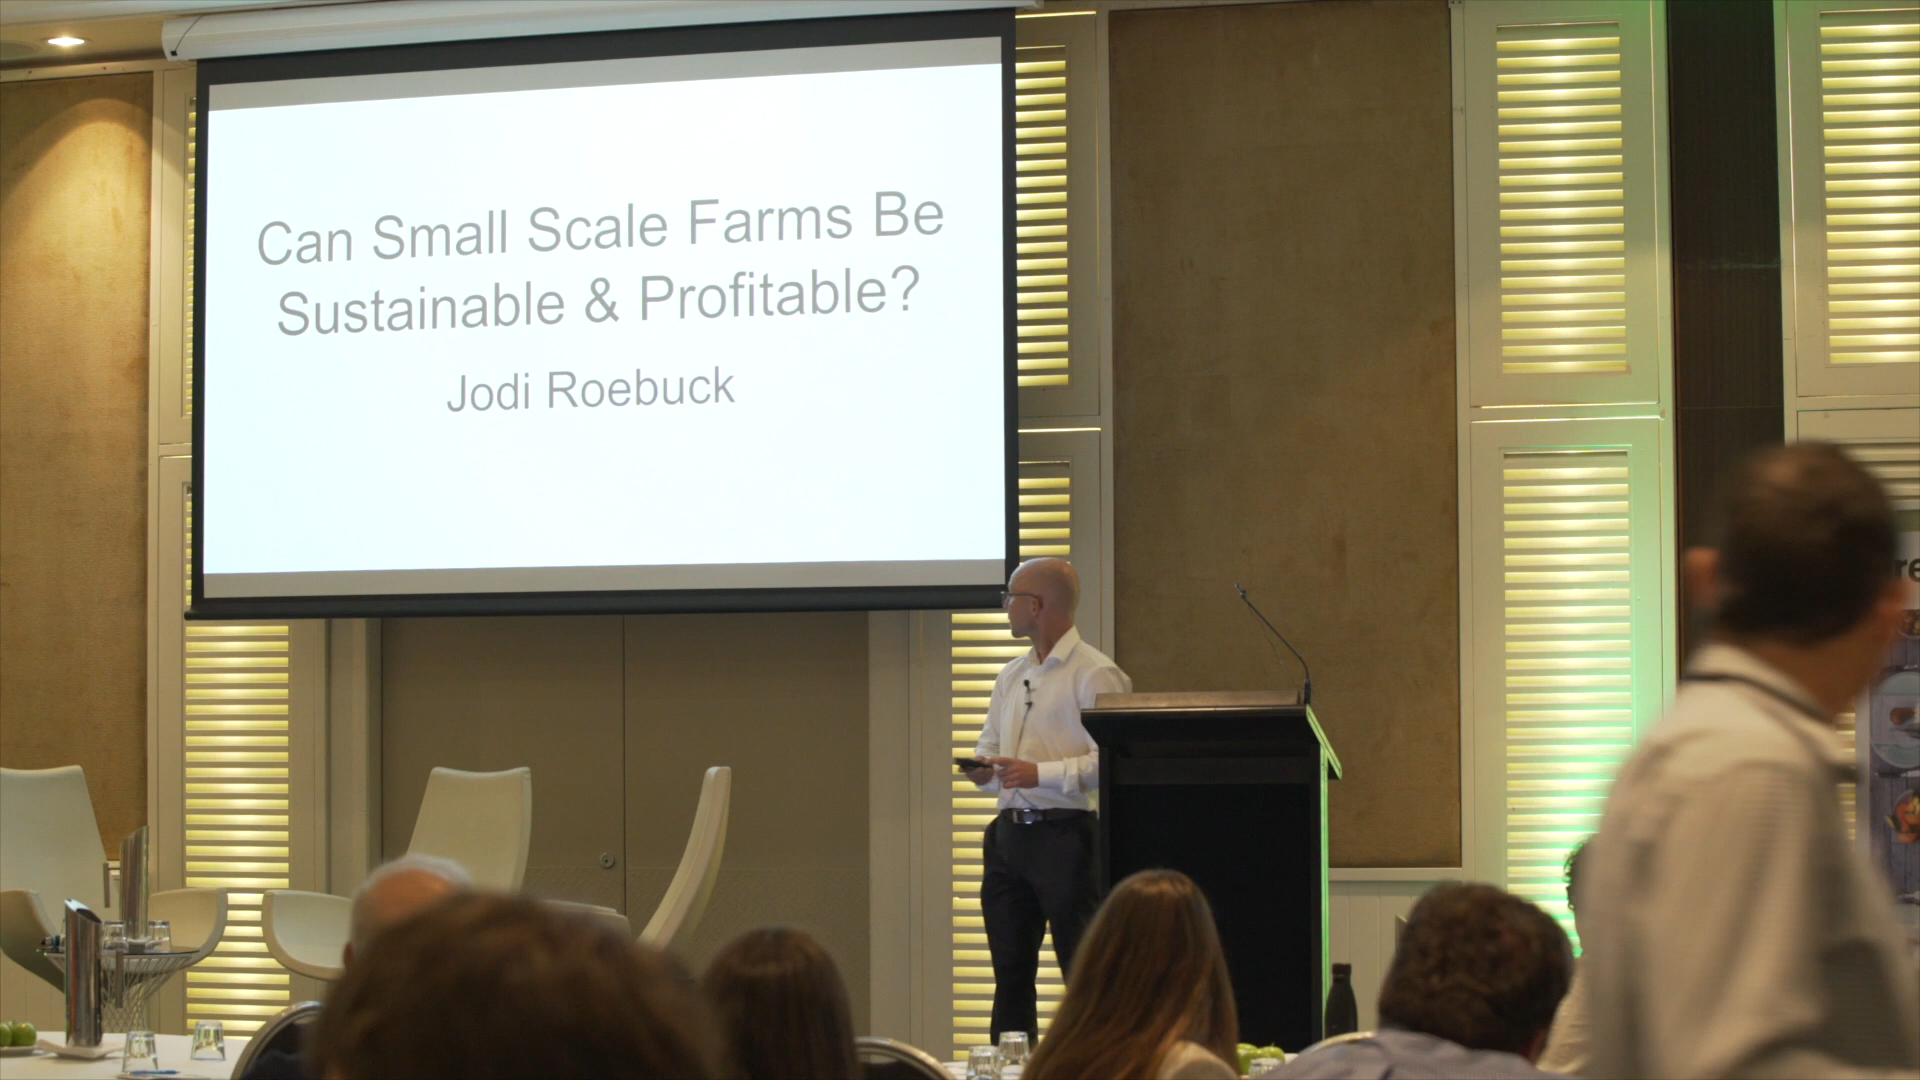 Can Small Scale Farms Be
Sustainable & Profitable?
Jodi Roebuck